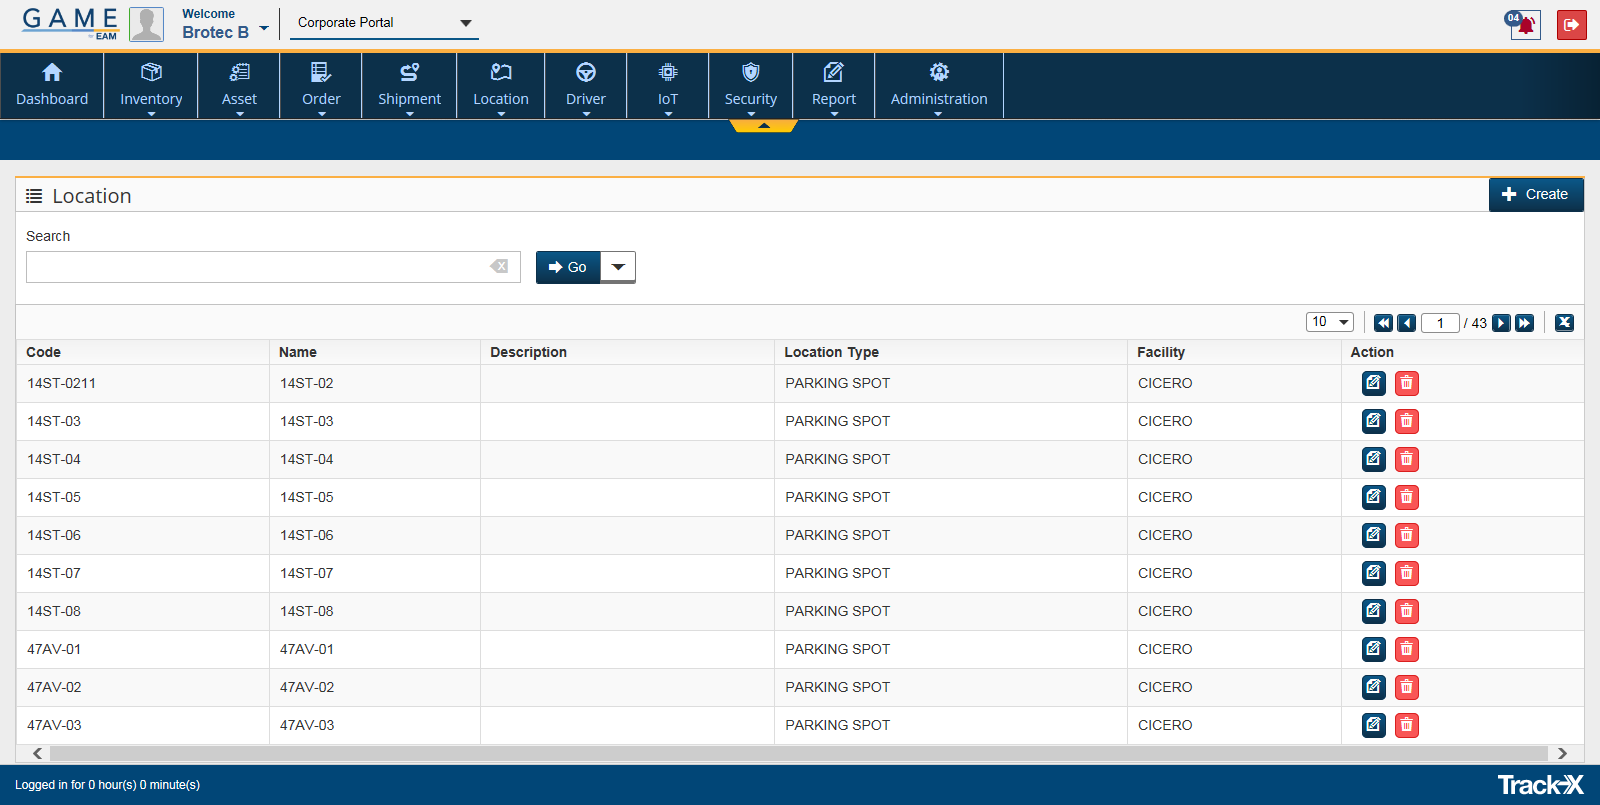 GAME
EAM
Welcome
Brotec B
Corporate Portal
04
Dashboard
Inventory
Asset
Order
Shipment
Location
Driver
IoT
Security
Report
Administration
Location
Create
Search
Go
10
1 / 43
Code Name Description Location Type Facility Action
14ST-0211 14ST-02 PARKING SPOT CICERO
14ST-03 14ST-03 PARKING SPOT CICERO
14ST-04 14ST-04 PARKING SPOT CICERO
14ST-05 14ST-05 PARKING SPOT CICERO
14ST-06 14ST-06 PARKING SPOT CICERO
14ST-07 14ST-07 PARKING SPOT CICERO
14ST-08 14ST-08 PARKING SPOT CICERO
47AV-01 47AV-01 PARKING SPOT CICERO
47AV-02 47AV-02 PARKING SPOT CICERO
47AV-03 47AV-03 PARKING SPOT CICERO
Logged in for 0 hour(s) 0 minute(s)
Track-X